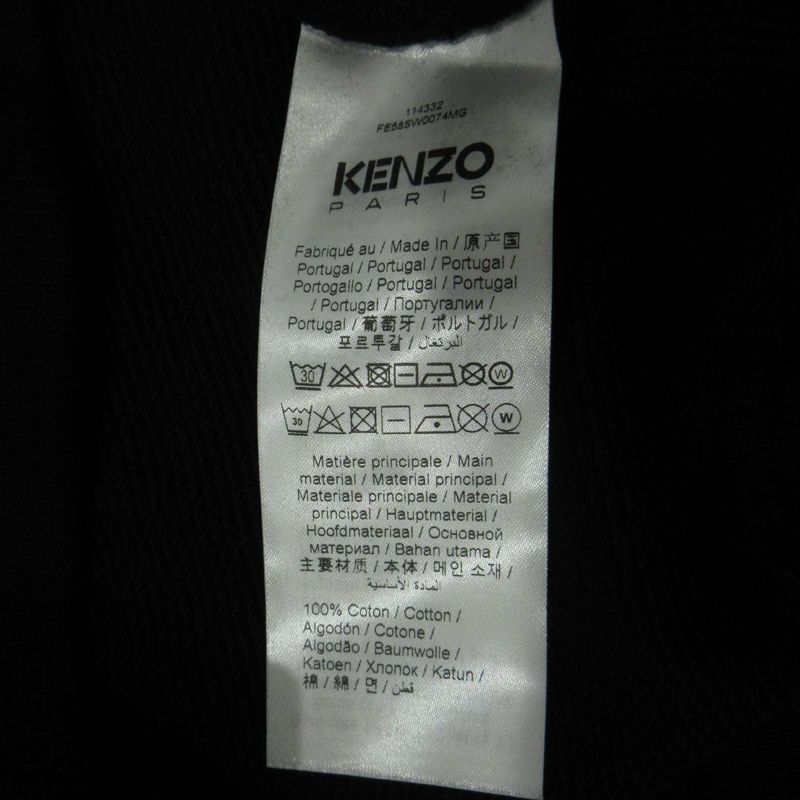 114332
FE58SW0074MG
KENZO
PARIS
Fabriqué au / Made In / 原产国
Portugal / Portugal / Portugal /
Portogallo / Portugal / Portugal
/ Portugal / Португалии /
Portugal / 葡萄牙 / ポルトガル /
포르투갈 / البرتغال
30 W
30 W
Matière principale / Main
material / Material principal /
Materiale principale / Material
principal / Hauptmaterial /
Hoofdmateriaal / Основной
материал / Bahan utama /
主要材质 / 本体 / 메인 소재 /
المادة الأساسية
100% Coton / Cotton /
Algodón / Cotone /
Algodão / Baumwolle /
Katoen / Хлопок / Katun /
棉 / 綿 / 면 / قطن